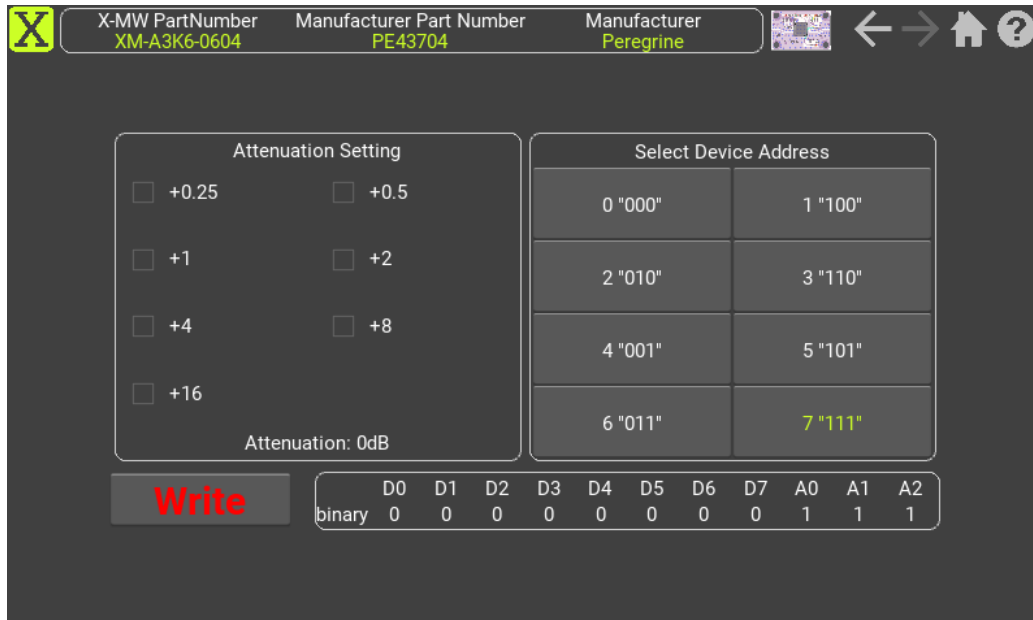 X
X-MW PartNumber Manufacturer Part Number Manufacturer
XM-A3K6-0604 PE43704 Peregrine
?
Attenuation Setting
+0.25 +0.5
+1 +2
+4 +8
+16
Attenuation: 0dB
Select Device Address
0 "000" 1 "100"
2 "010" 3 "110"
4 "001" 5 "101"
6 "011" 7 "111"
Write
D0 D1 D2 D3 D4 D5 D6 D7 A0 A1 A2
binary 0 0 0 0 0 0 0 0 1 1 1